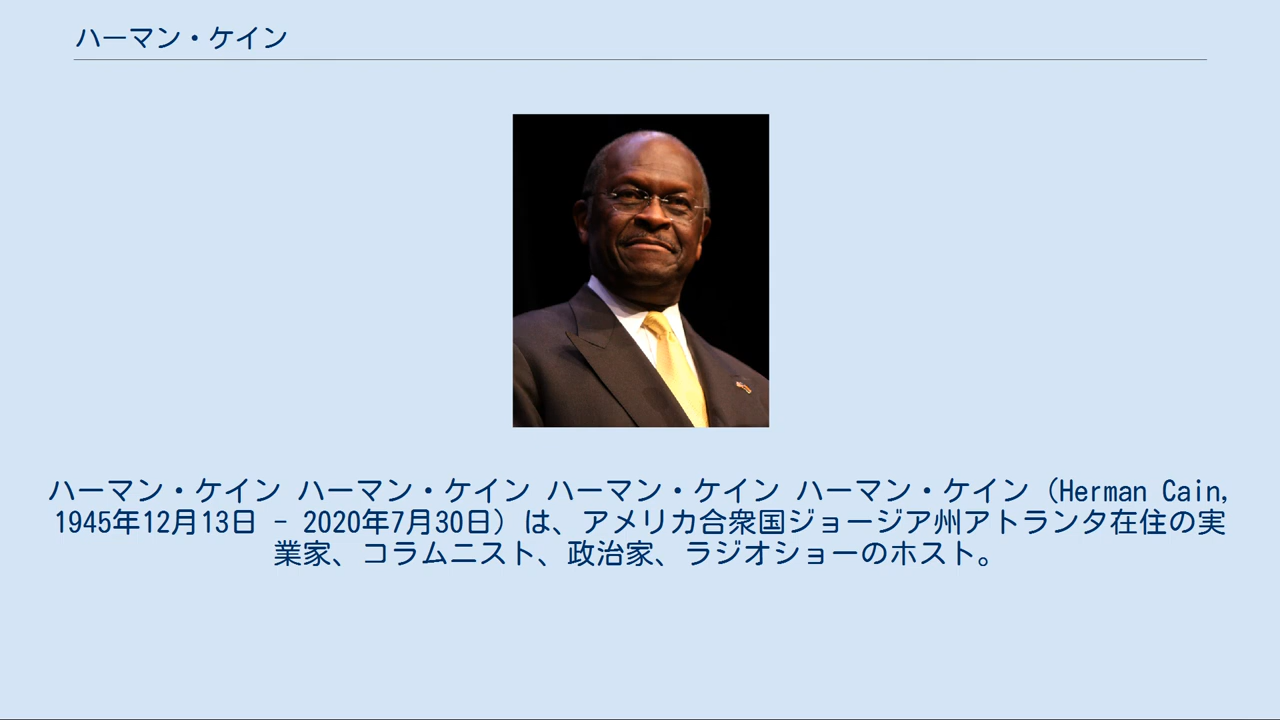 ハーマン・ケイン
ハーマン・ケイン ハーマン・ケイン ハーマン・ケイン ハーマン・ケイン（Herman Cain,
1945年12月13日 - 2020年7月30日）は、アメリカ合衆国ジョージア州アトランタ在住の実
業家、コラムニスト、政治家、ラジオショーのホスト。